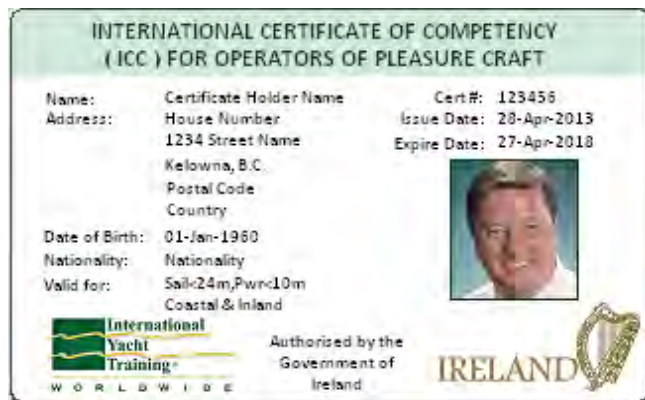 INTERNATIONAL CERTIFICATE OF COMPETENCY
( ICC ) FOR OPERATORS OF PLEASURE CRAFT
Name: Certificate Holder Name Cert #: 123456
Address: House Number Issue Date: 28-Apr-2013
1234 Street Name Expire Date: 27-Apr-2018
Kelowna, B.C.
Postal Code
Country
Date of Birth: 01-Jan-1960
Nationality: Nationality
Valid for: Sail<24m,Pwr<10m
Coastal & Inland
International
Yacht
Training
WORLDWIDE
Authorised by the
Government of
Ireland
IRELAND